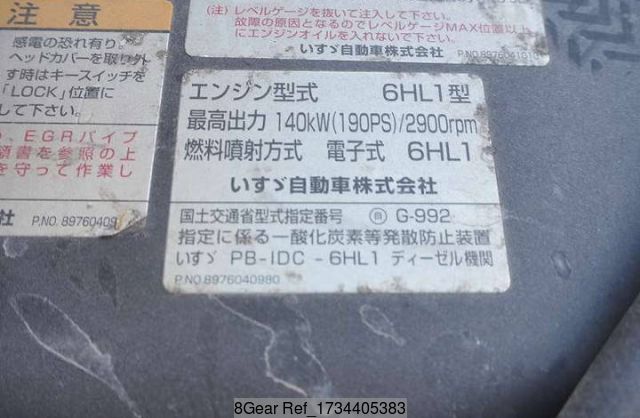 (注) レベルゲージを抜いて注入して下さい。
故障の原因となるのでレベルゲージMAX位置以上
にエンジンオイルを入れないで下さい。
いすゞ自動車株式会社
注 意
感電の恐れ有り
ヘッドカバーを取り外
す時はキースイッチを
「LOCK」位置に
して下さい。
、EGRパイプ
書を参照の上
を守って作業し
社 P.NO. 8976040
エンジン型式 6HL1型
最高出力 140kW(190PS)/2900rpm
燃料噴射方式 電子式 6HL1
いすゞ自動車株式会社
国土交通省型式指定番号 G-992
指定に係る一酸化炭素等発散防止装置
いすゞ PB-IDC-6HL1 ディーゼル機関
P.NO.8976040980
8Gear Ref_1734405383